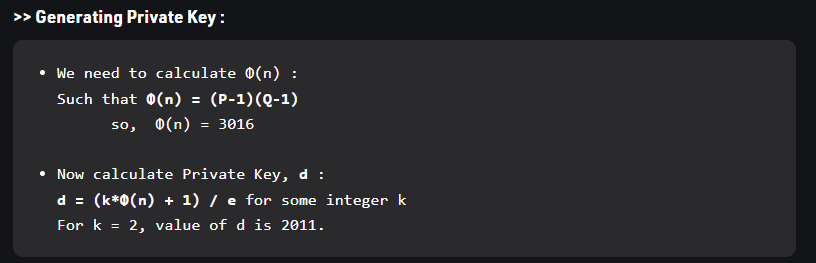 >> Generating Private Key :
• We need to calculate Φ(n) :
Such that Φ(n) = (P-1)(Q-1)
so, Φ(n) = 3016
• Now calculate Private Key, d :
d = (k*Φ(n) + 1) / e for some integer k
For k = 2, value of d is 2011.